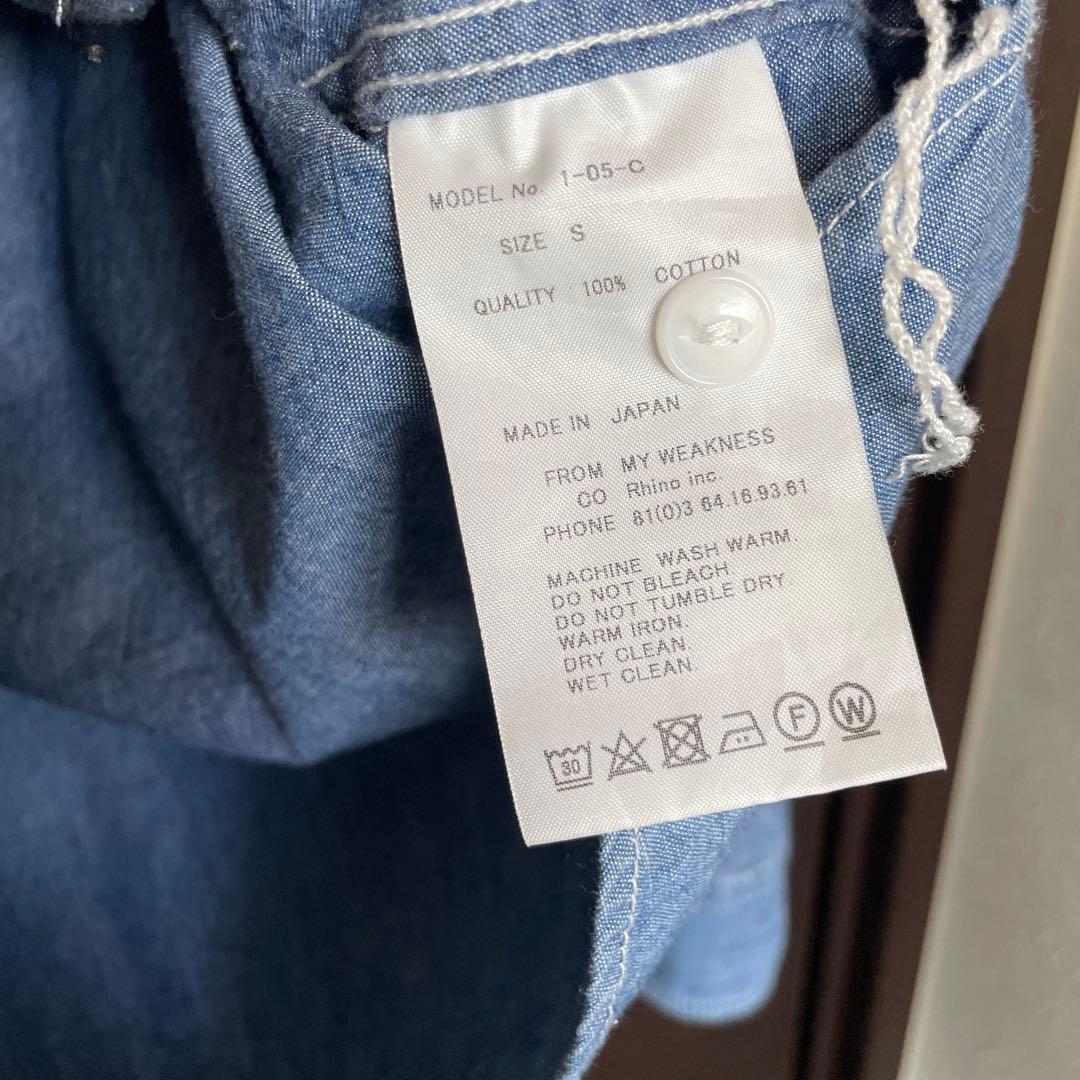 MODEL No. 1-05-C
SIZE S
QUALITY 100% COTTON
MADE IN JAPAN
FROM MY WEAKNESS
CO Rhino inc.
PHONE 81(0)3 64.16.93.61
MACHINE WASH WARM.
DO NOT BLEACH
DO NOT TUMBLE DRY
WARM IRON.
DRY CLEAN.
WET CLEAN.
30 F W